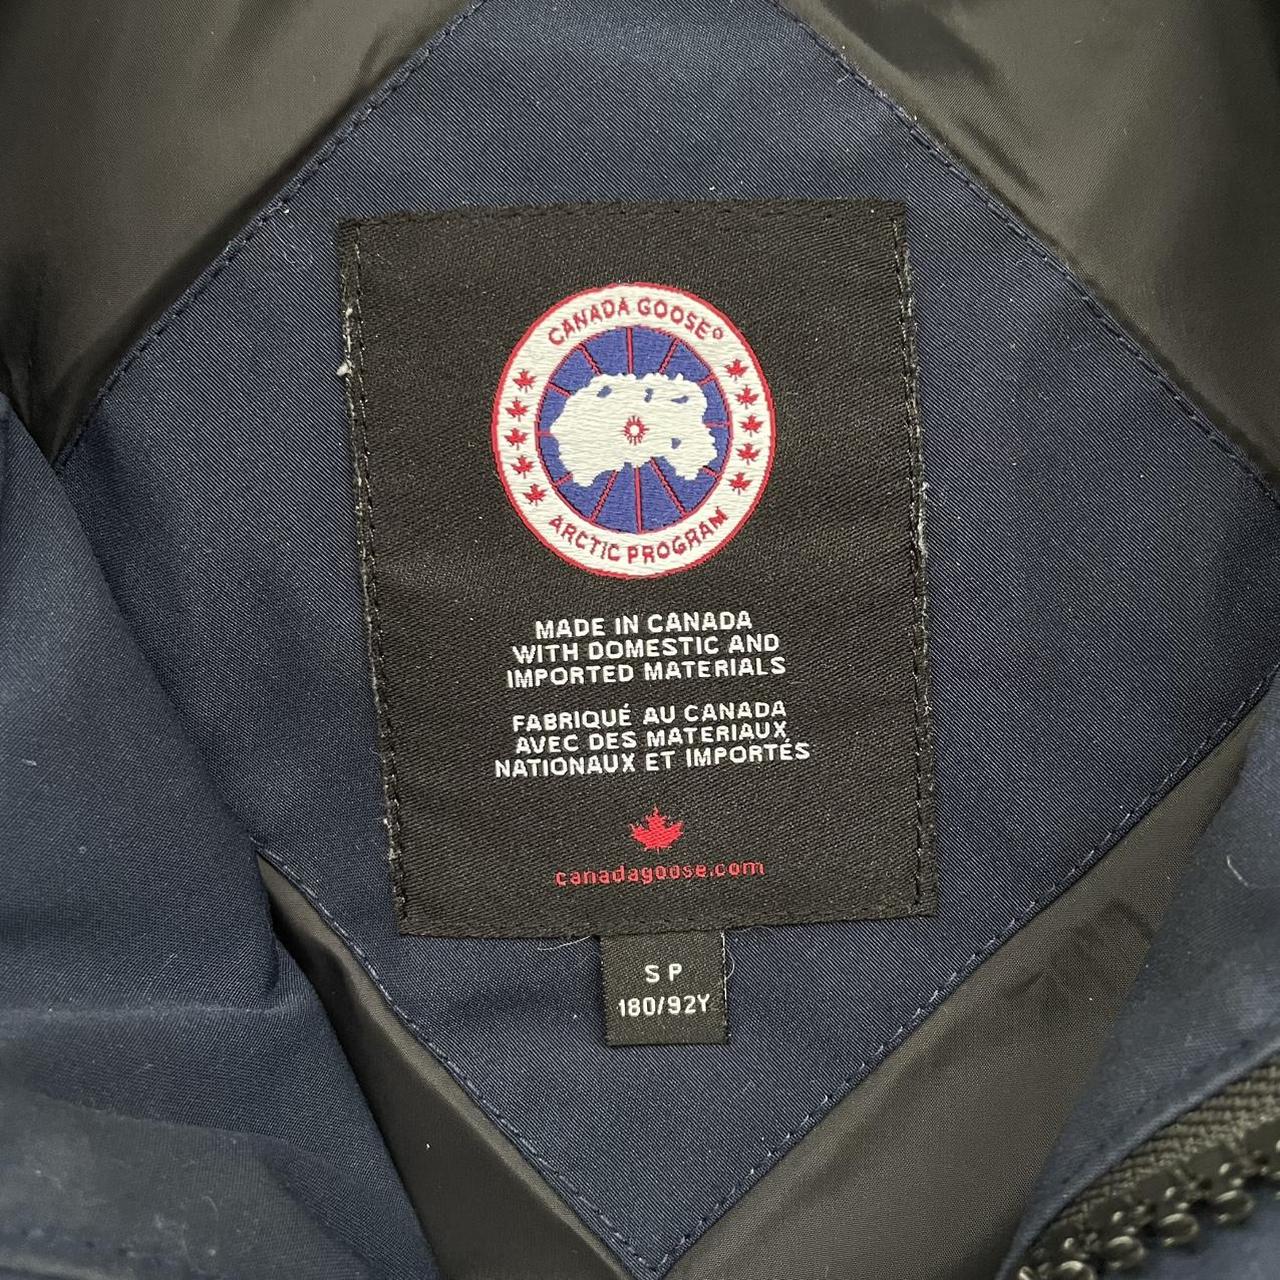 CANADA GOOSE®
ARCTIC PROGRAM
MADE IN CANADA
WITH DOMESTIC AND
IMPORTED MATERIALS
FABRIQUÉ AU CANADA
AVEC DES MATERIAUX
NATIONAUX ET IMPORTÉS
canadagoose.com
S P
180/92Y